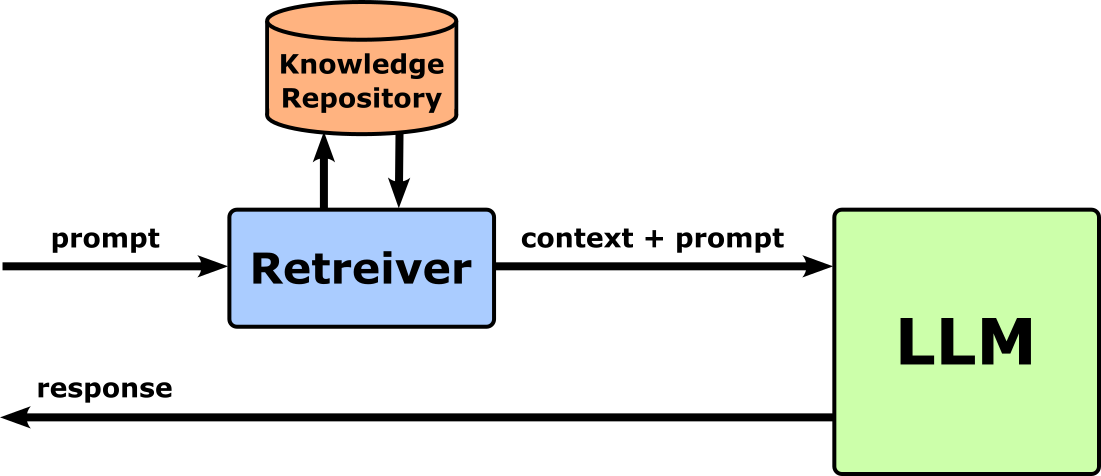 Knowledge
Repository
prompt
Retreiver
context + prompt
LLM
response